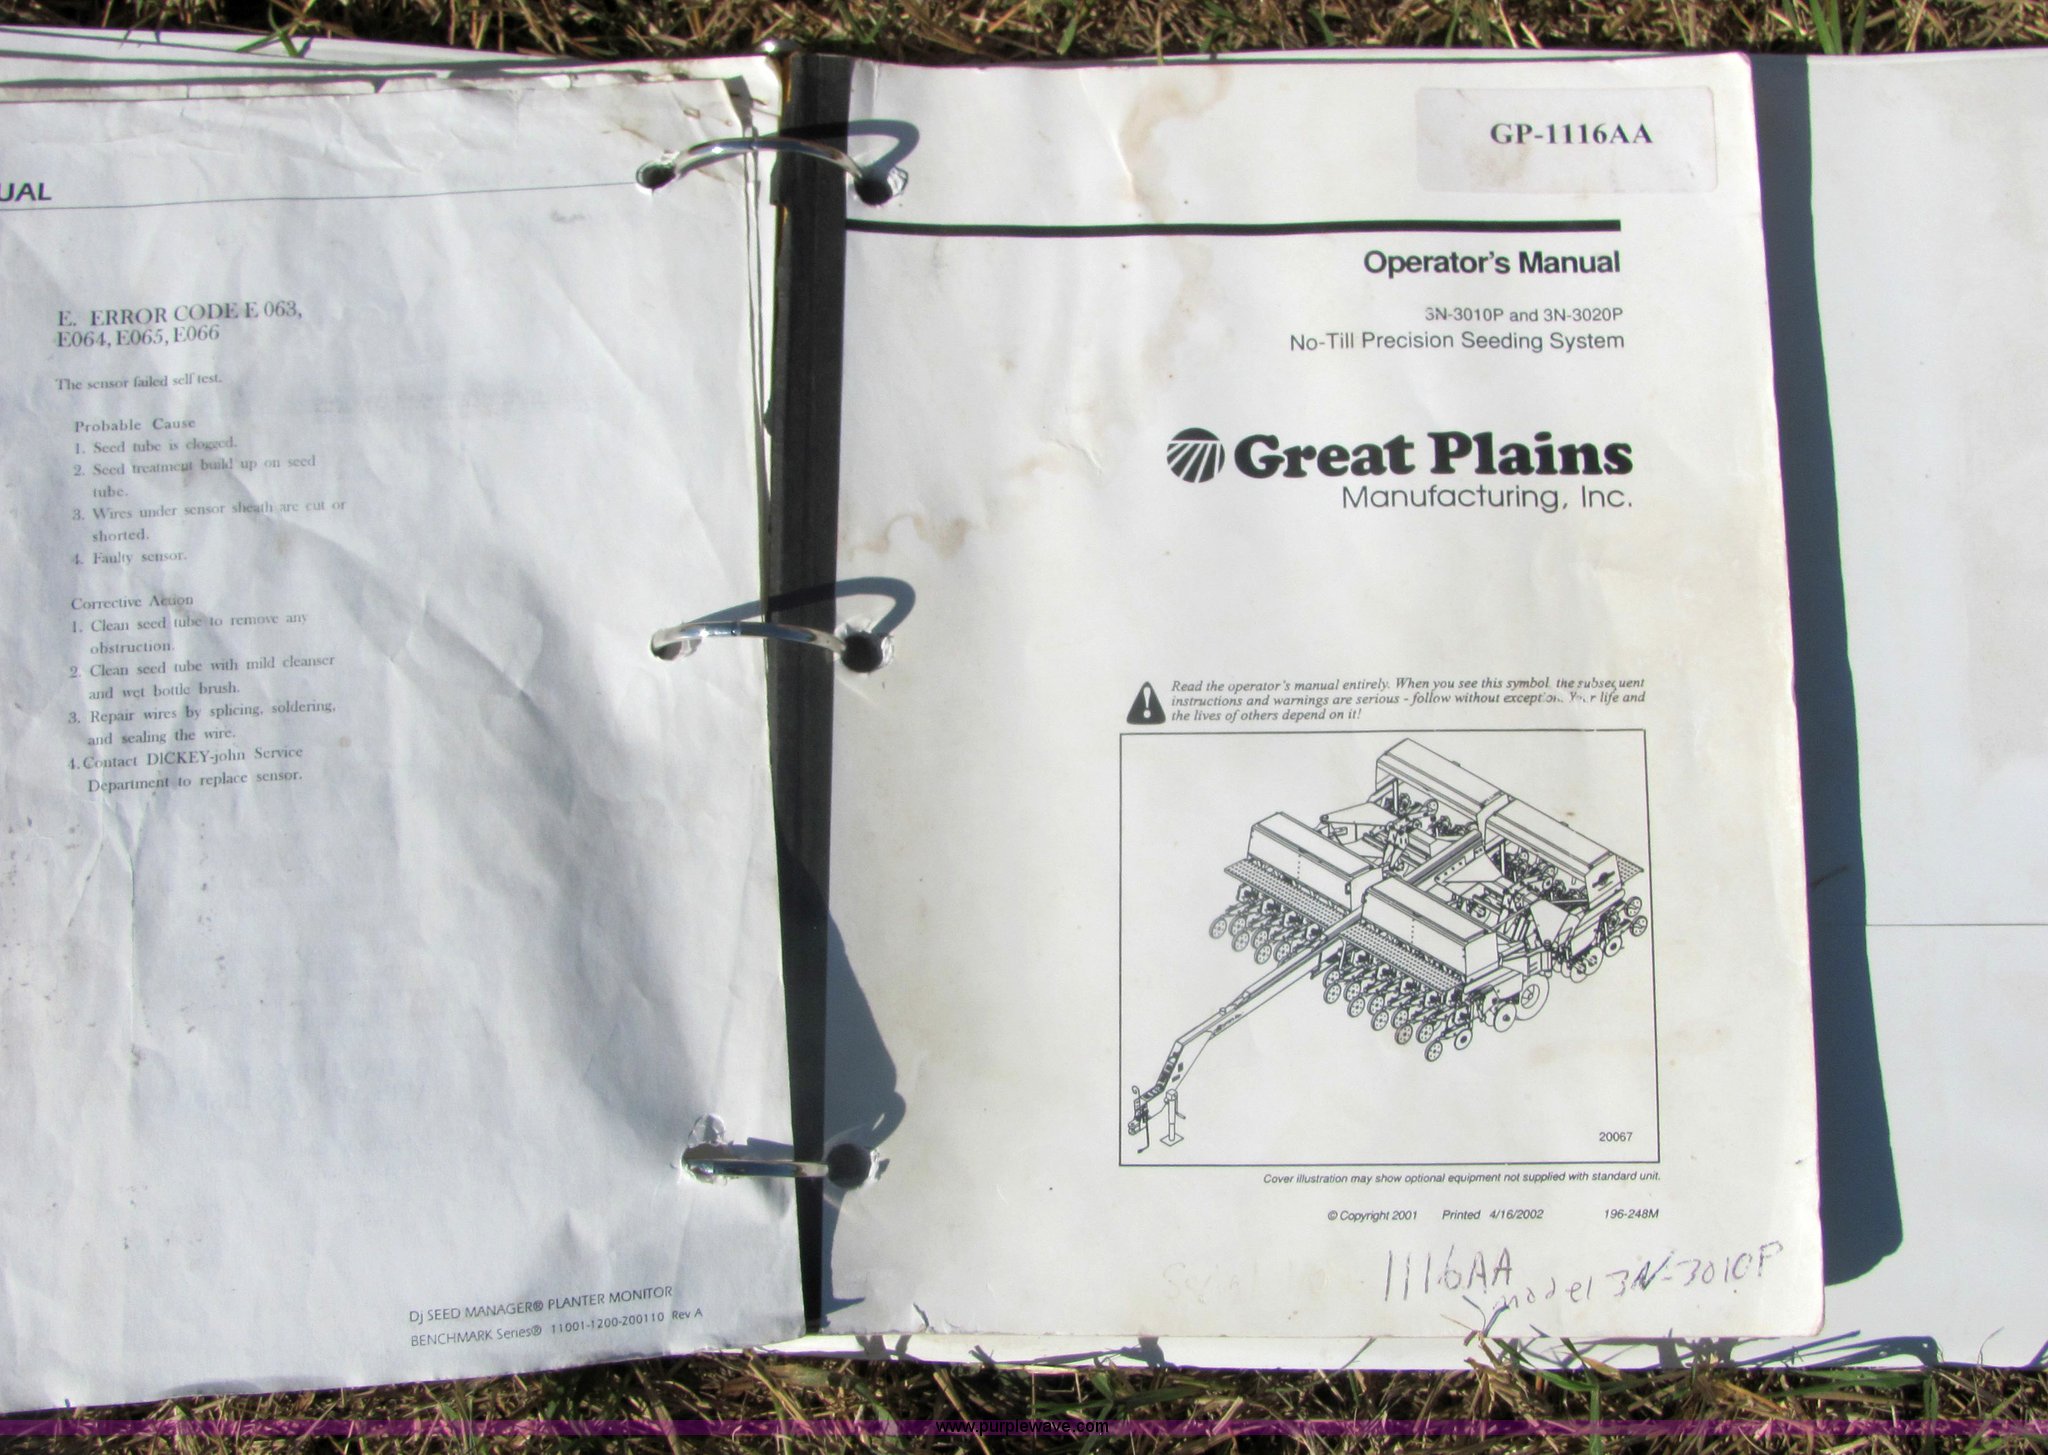 UAL
E. ERROR CODE E 063,
E064, E065, E066
The sensor failed self test.
Probable Cause
1. Seed tube is clogged.
2. Seed treatment build up on seed
tube.
3. Wires under sensor sheath are cut or
shorted.
4. Faulty sensor.
Corrective Action
1. Clean seed tube to remove any
obstruction.
2. Clean seed tube with mild cleanser
and wet bottle brush.
3. Repair wires by splicing, soldering,
and sealing the wire.
4. Contact DICKEY-john Service
Department to replace sensor.
Dj SEED MANAGER® PLANTER MONITOR
BENCHMARK Series® 11001-1200-200110 Rev A
GP-1116AA
Operator's Manual
3N-3010P and 3N-3020P
No-Till Precision Seeding System
Great Plains
Manufacturing, Inc.
Read the operator's manual entirely. When you see this symbol, the subsequent
instructions and warnings are serious - follow without exception. Your life and
the lives of others depend on it!
20067
Cover illustration may show optional equipment not supplied with standard unit.
© Copyright 2001 Printed 4/16/2002 196-248M
1116AA
model 3N-3010P
www.purplewave.com